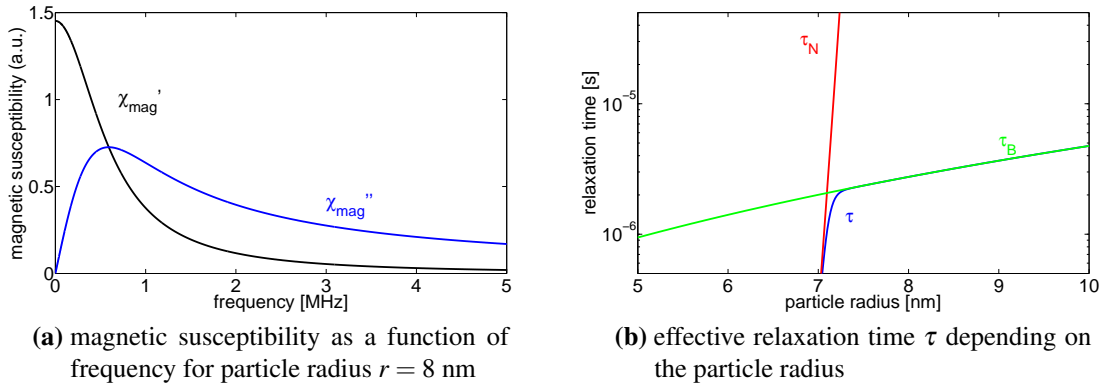 1.5
1
0.5
0
0
1
2
3
4
5
magnetic susceptibility (a.u.)
frequency [MHz]
χmag'
χmag''
(a) magnetic susceptibility as a function of
frequency for particle radius r = 8 nm
10⁻⁵
10⁻⁶
5
6
7
8
9
10
relaxation time [s]
particle radius [nm]
τN
τB
τ
(b) effective relaxation time τ depending on
the particle radius